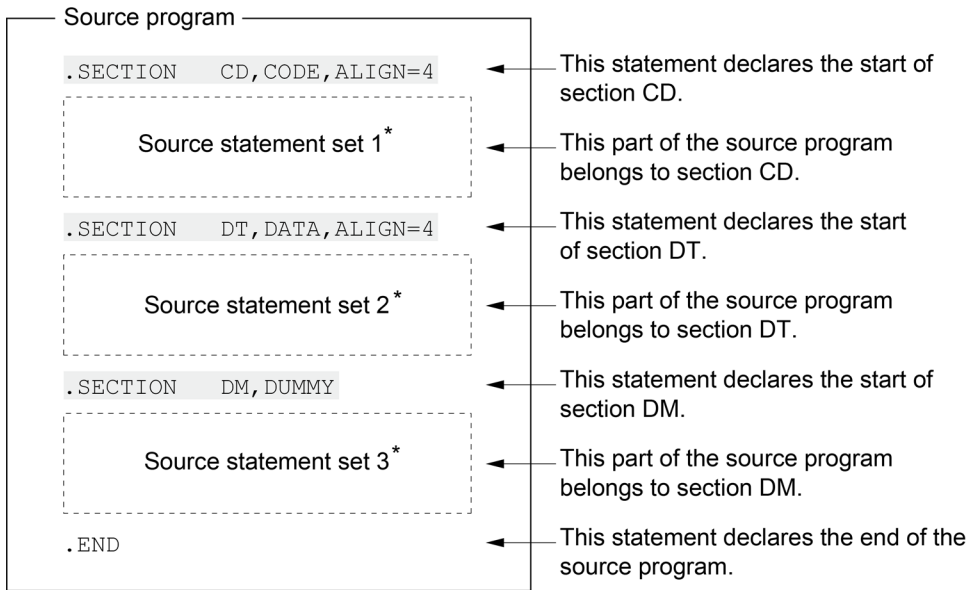 Source program
.SECTION CD,CODE,ALIGN=4
This statement declares the start of
section CD.
Source statement set 1*
This part of the source program
belongs to section CD.
.SECTION DT,DATA,ALIGN=4
This statement declares the start
of section DT.
Source statement set 2*
This part of the source program
belongs to section DT.
.SECTION DM,DUMMY
This statement declares the start of
section DM.
Source statement set 3*
This part of the source program
belongs to section DM.
.END
This statement declares the end of the
source program.